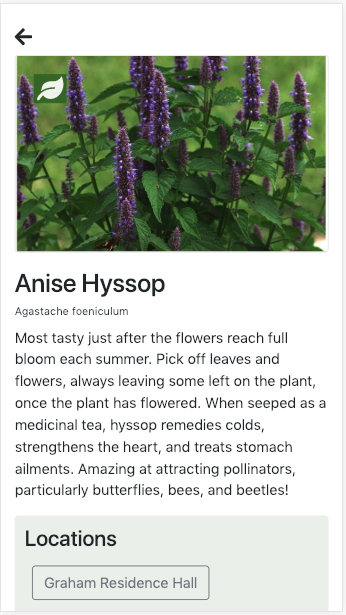 Anise Hyssop
Agastache foeniculum
Most tasty just after the flowers reach full
bloom each summer. Pick off leaves and
flowers, always leaving some left on the plant,
once the plant has flowered. When seeped as a
medicinal tea, hyssop remedies colds,
strengthens the heart, and treats stomach
ailments. Amazing at attracting pollinators,
particularly butterflies, bees, and beetles!
Locations
Graham Residence Hall